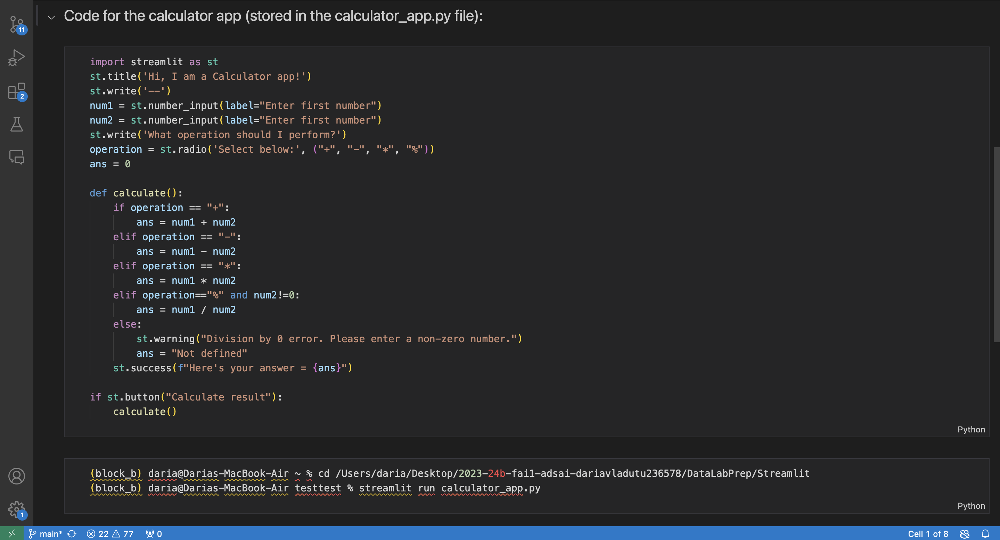 Code for the calculator app (stored in the calculator_app.py file):
11
2
import streamlit as st
st.title('Hi, I am a Calculator app!')
st.write('--')
num1 = st.number_input(label="Enter first number")
num2 = st.number_input(label="Enter first number")
st.write('What operation should I perform?')
operation = st.radio('Select below:', ("+", "-", "*", "%"))
ans = 0
def calculate():
    if operation == "+":
        ans = num1 + num2
    elif operation == "-":
        ans = num1 - num2
    elif operation == "*":
        ans = num1 * num2
    elif operation=="%" and num2!=0:
        ans = num1 / num2
    else:
        st.warning("Division by 0 error. Please enter a non-zero number.")
        ans = "Not defined"
    st.success(f"Here's your answer = {ans}")
if st.button("Calculate result"):
    calculate()
Python
(block_b) daria@Darias-MacBook-Air ~ % cd /Users/daria/Desktop/2023-24b-fai1-adsai-dariavladutu236578/DataLabPrep/Streamlit
(block_b) daria@Darias-MacBook-Air testtest % streamlit run calculator_app.py
Python
1
main* 22 77 0 Cell 1 of 8